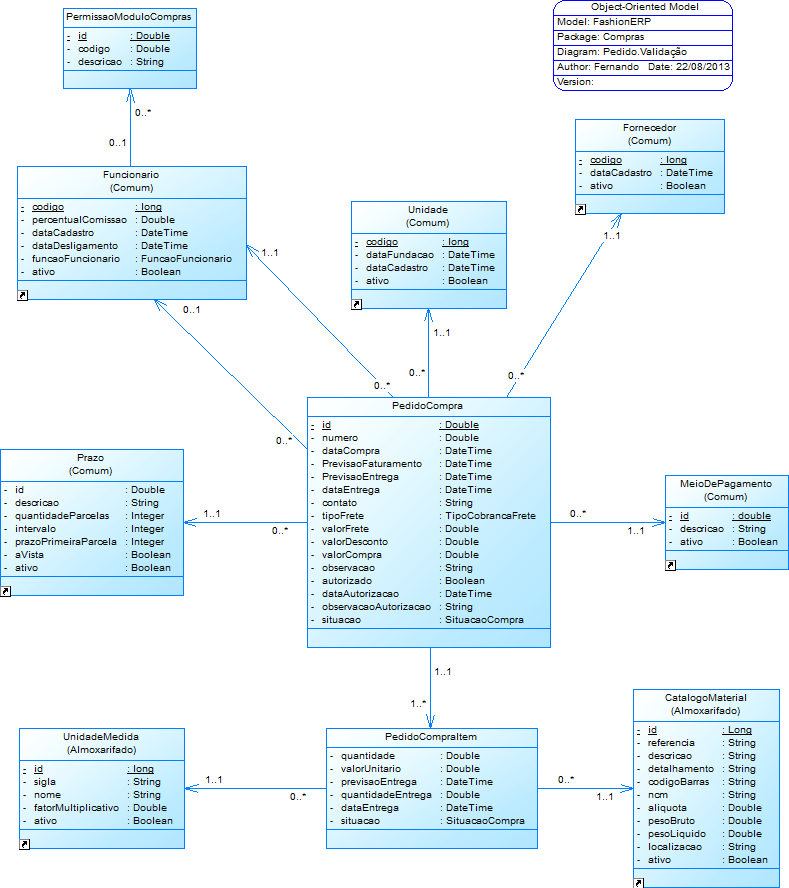 PermissaoModuloCompras
- id : Double
- codigo : Double
- descricao : String
Object-Oriented Model
Model: FashionERP
Package: Compras
Diagram: Pedido.Validação
Author: Fernando Date: 22/08/2013
Version:
0..*
0..1
Funcionario
(Comum)
- codigo : long
- percentualComissao : Double
- dataCadastro : DateTime
- dataDesligamento : DateTime
- funcaoFuncionario : FuncaoFuncionario
- ativo : Boolean
Unidade
(Comum)
- codigo : long
- dataFundacao : DateTime
- dataCadastro : DateTime
- ativo : Boolean
Fornecedor
(Comum)
- codigo : long
- dataCadastro : DateTime
- ativo : Boolean
1..1
0..1
1..1
1..1
0..*
0..*
0..*
0..*
PedidoCompra
- id : Double
- numero : Double
- dataCompra : DateTime
- PrevisaoFaturamento : DateTime
- PrevisaoEntrega : DateTime
- dataEntrega : DateTime
- contato : String
- tipoFrete : TipoCobrancaFrete
- valorFrete : Double
- valorDesconto : Double
- valorCompra : Double
- observacao : String
- autorizado : Boolean
- dataAutorizacao : DateTime
- observacaoAutorizacao : String
- situacao : SituacaoCompra
Prazo
(Comum)
- id : Double
- descricao : String
- quantidadeParcelas : Integer
- intervalo : Integer
- prazoPrimeiraParcela : Integer
- aVista : Boolean
- ativo : Boolean
1..1
0..*
0..*
1..1
MeioDePagamento
(Comum)
- id : double
- descricao : String
- ativo : Boolean
1..1
1..*
UnidadeMedida
(Almoxarifado)
- id : long
- sigla : String
- nome : String
- fatorMultiplicativo : Double
- ativo : Boolean
1..1
0..*
PedidoCompraItem
- quantidade : Double
- valorUnitario : Double
- previsaoEntrega : DateTime
- quantidadeEntrega : Double
- dataEntrega : DateTime
- situacao : SituacaoCompra
0..*
1..1
CatalogoMaterial
(Almoxarifado)
- id : Long
- referencia : String
- descricao : String
- detalhamento : String
- codigoBarras : String
- ncm : String
- aliquota : Double
- pesoBruto : Double
- pesoLiquido : Double
- localizacao : String
- ativo : Boolean